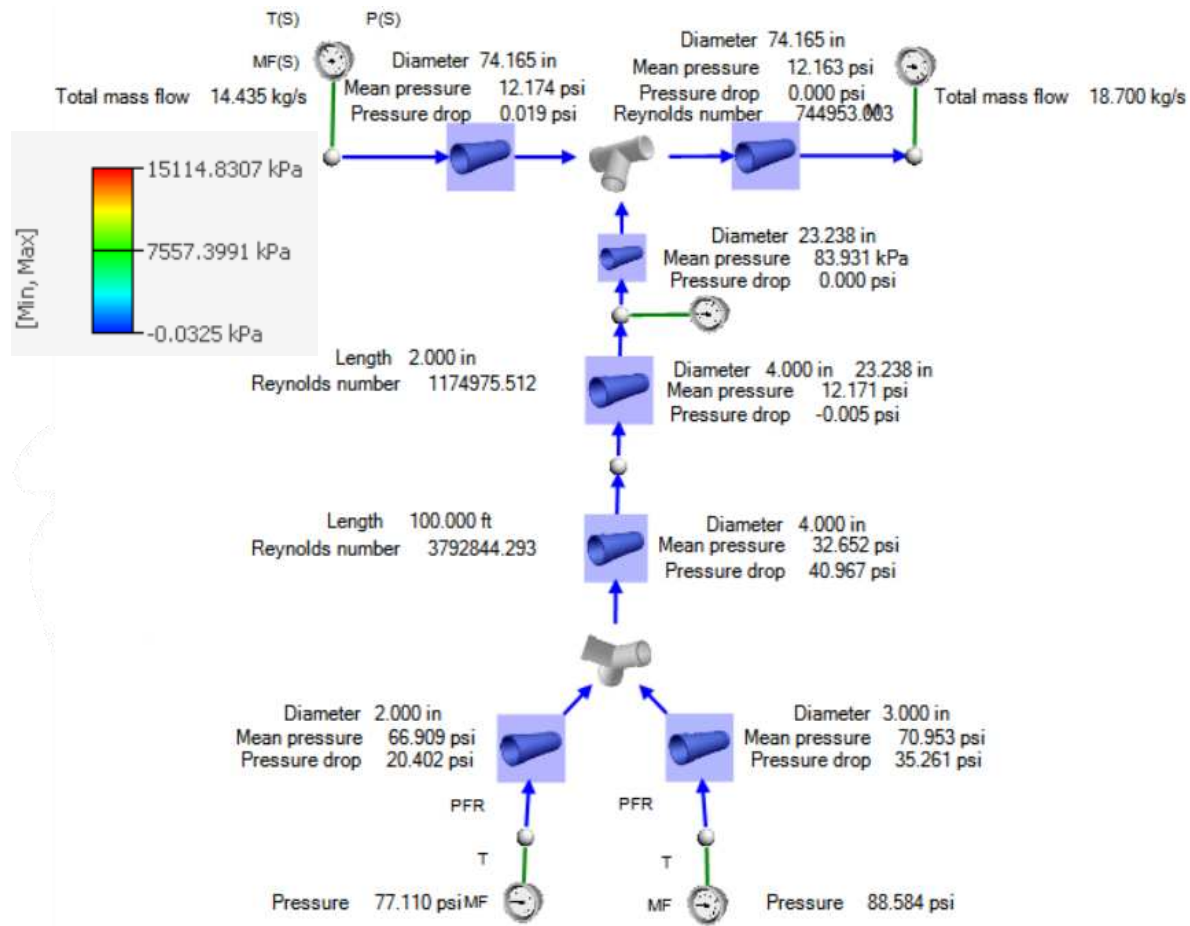 T(S) P(S)
MF(S)
Total mass flow 14.435 kg/s
Diameter 74.165 in
Mean pressure 12.174 psi
Pressure drop 0.019 psi
Diameter 74.165 in
Mean pressure 12.163 psi
Pressure drop 0.000 psi
Reynolds number 744953.003
Total mass flow 18.700 kg/s
[Min, Max]
15114.8307 kPa
7557.3991 kPa
-0.0325 kPa
Diameter 23.238 in
Mean pressure 83.931 kPa
Pressure drop 0.000 psi
Length 2.000 in
Reynolds number 1174975.512
Diameter 4.000 in 23.238 in
Mean pressure 12.171 psi
Pressure drop -0.005 psi
Length 100.000 ft
Reynolds number 3792844.293
Diameter 4.000 in
Mean pressure 32.652 psi
Pressure drop 40.967 psi
Diameter 2.000 in
Mean pressure 66.909 psi
Pressure drop 20.402 psi
Diameter 3.000 in
Mean pressure 70.953 psi
Pressure drop 35.261 psi
PFR
PFR
T
T
Pressure 77.110 psi MF
MF Pressure 88.584 psi